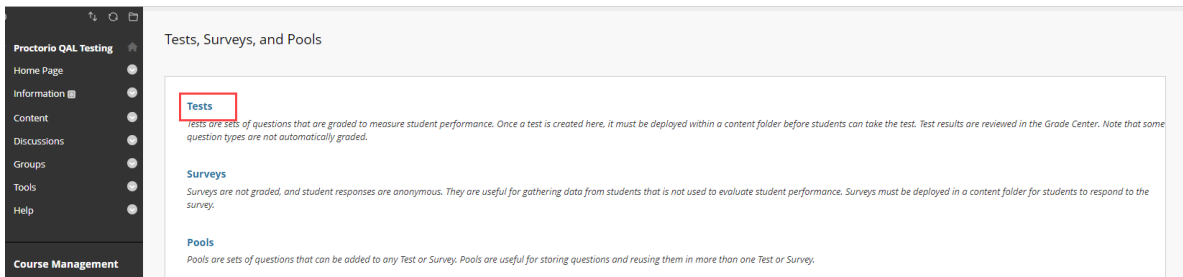 Proctorio QAL Testing
Home Page
Information
Content
Discussions
Groups
Tools
Help
Course Management
Tests, Surveys, and Pools
Tests
Tests are sets of questions that are graded to measure student performance. Once a test is created here, it must be deployed within a content folder before students can take the test. Test results are reviewed in the Grade Center. Note that some
question types are not automatically graded.
Surveys
Surveys are not graded, and student responses are anonymous. They are useful for gathering data from students that is not used to evaluate student performance. Surveys must be deployed in a content folder for students to respond to the
survey.
Pools
Pools are sets of questions that can be added to any Test or Survey. Pools are useful for storing questions and reusing them in more than one Test or Survey.